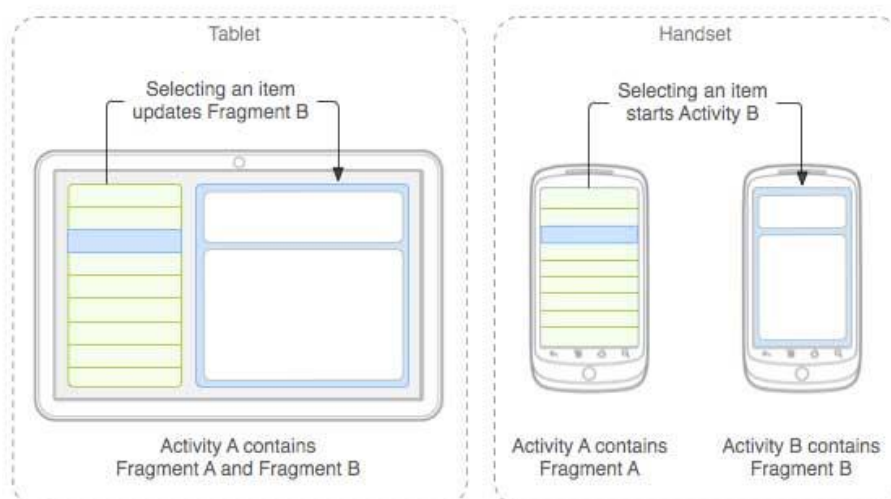 Tablet
Selecting an item
updates Fragment B
Activity A contains
Fragment A and Fragment B
Handset
Selecting an item
starts Activity B
Activity A contains
Fragment A
Activity B contains
Fragment B